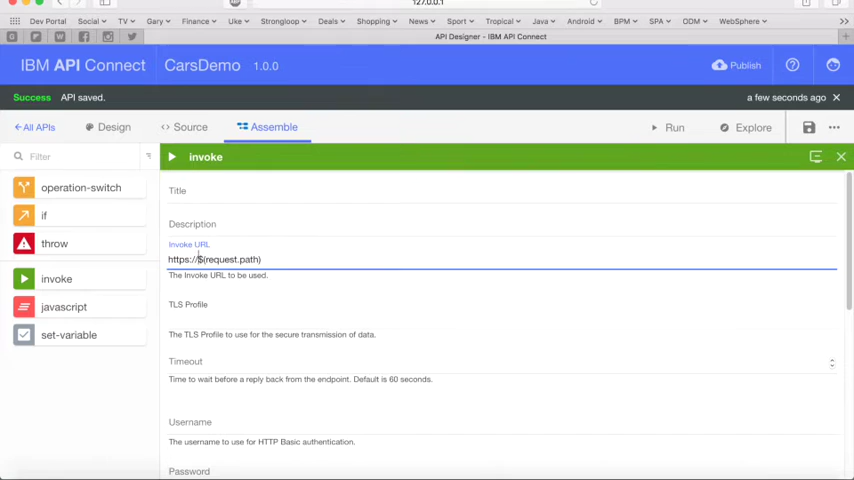 127.0.0.1
Dev Portal Social Gary TV Finance Uke Strongloop Deals Shopping News Sport Tropical Java Android BPM SPA ODM WebSphere
API Designer - IBM API Connect
IBM API Connect CarsDemo 1.0.0 Publish
Success API saved. a few seconds ago
All APIs Design Source Assemble Run Explore
Filter
invoke
operation-switch
if
throw
invoke
javascript
set-variable
Title
Description
Invoke URL
https://$(request.path)
The Invoke URL to be used.
TLS Profile
The TLS Profile to use for the secure transmission of data.
Timeout
Time to wait before a reply back from the endpoint. Default is 60 seconds.
Username
The username to use for HTTP Basic authentication.
Password